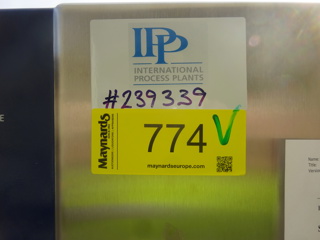 IPP
INTERNATIONAL
PROCESS PLANTS
#239339
Maynards
774 V
maynardseurope.com